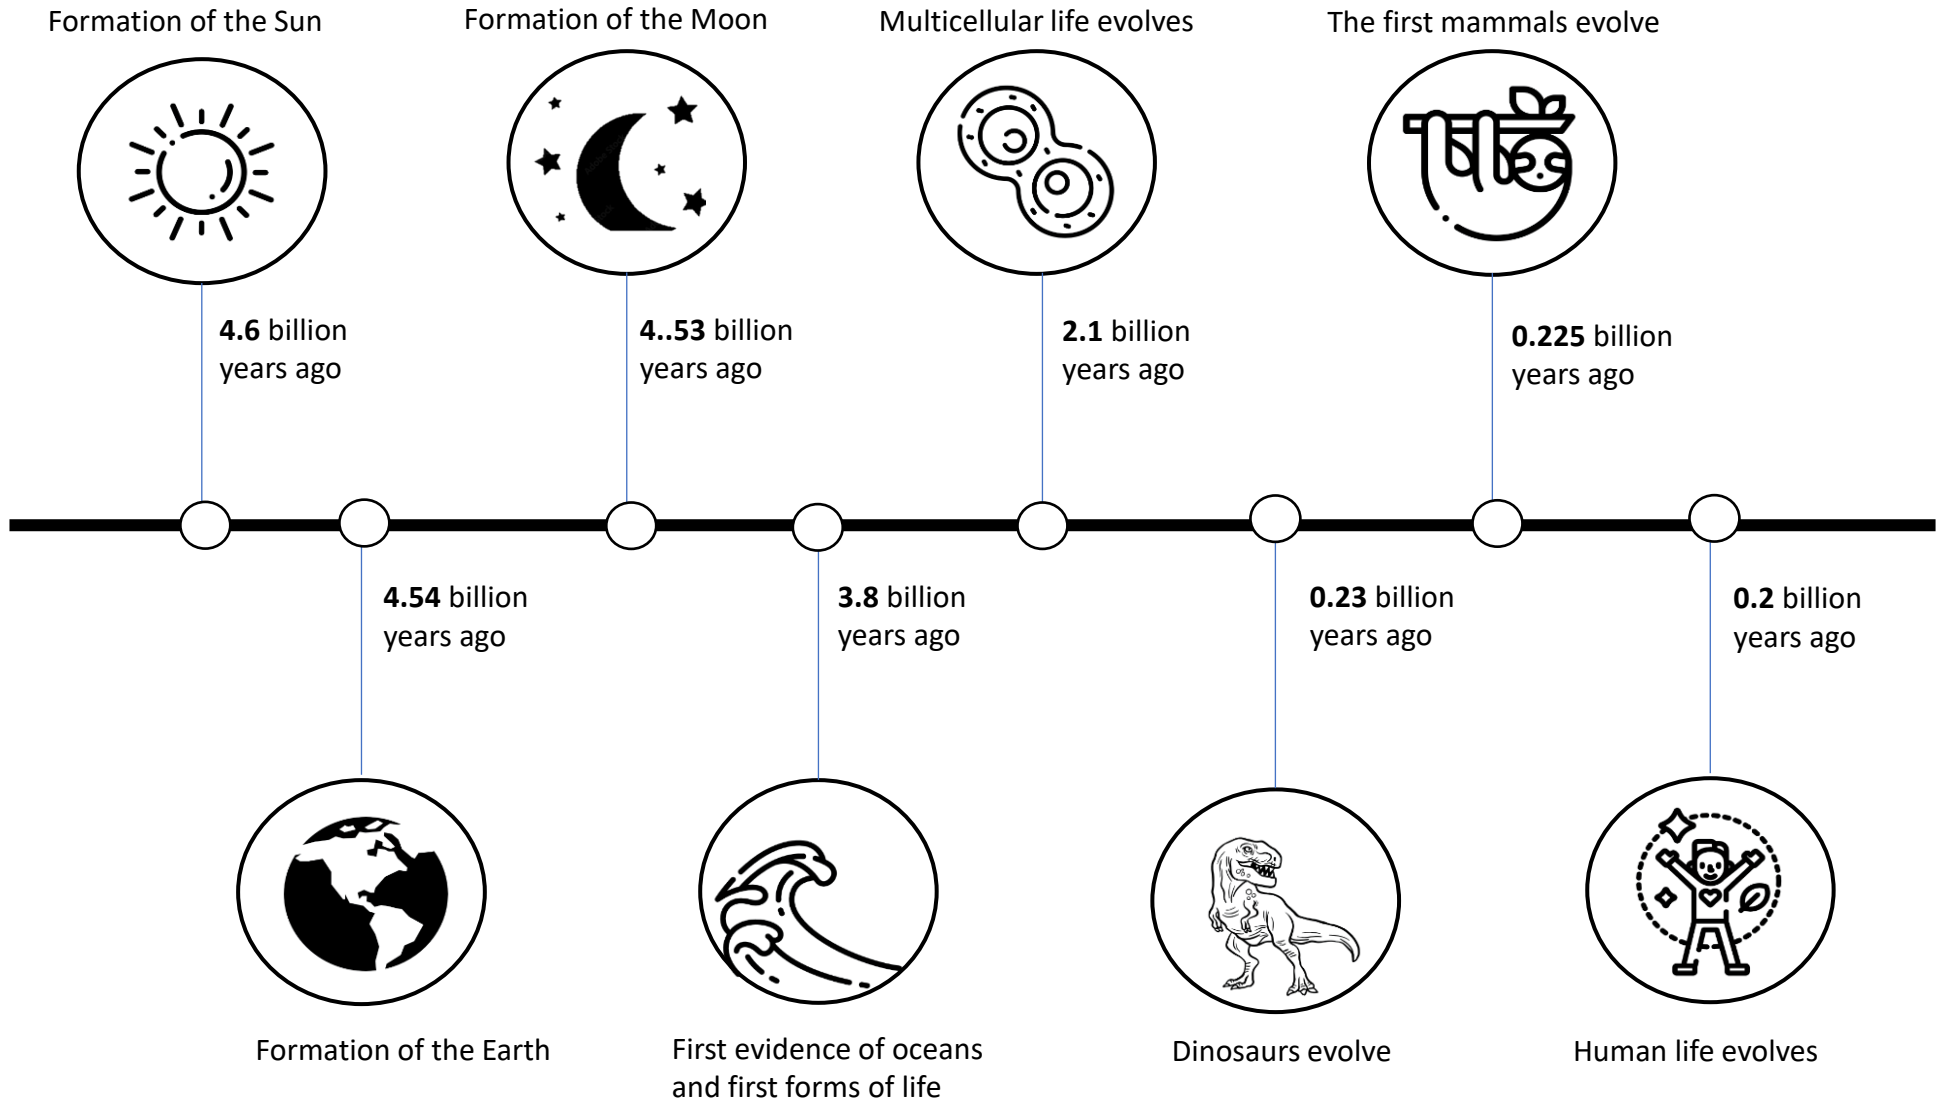 Formation of the Sun
Formation of the Moon
Multicellular life evolves
The first mammals evolve
4.6 billion
years ago
4..53 billion
years ago
2.1 billion
years ago
0.225 billion
years ago
4.54 billion
years ago
3.8 billion
years ago
0.23 billion
years ago
0.2 billion
years ago
Formation of the Earth
First evidence of oceans
and first forms of life
Dinosaurs evolve
Human life evolves